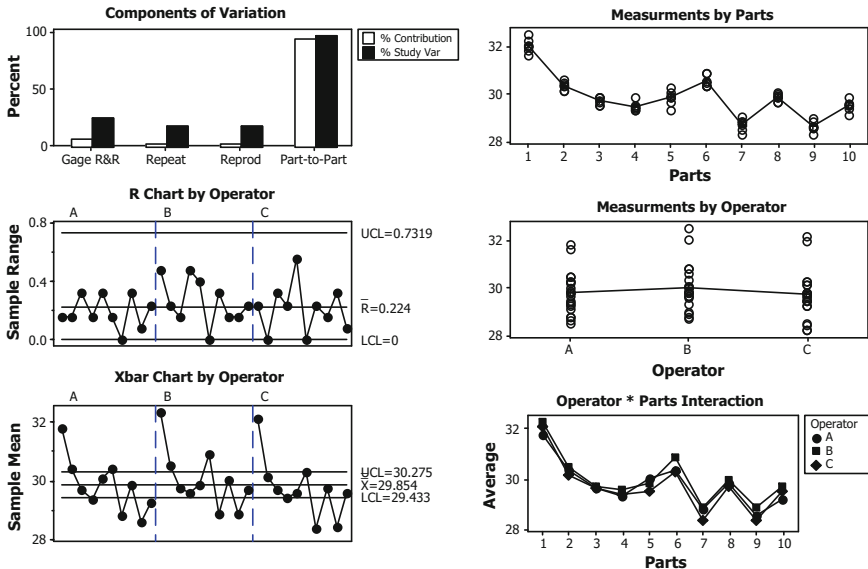 Components of Variation
Percent
100
50
0
Gage R&R Repeat Reprod Part-to-Part
% Contribution
% Study Var
Measurments by Parts
32
30
28
1 2 3 4 5 6 7 8 9 10
Parts
R Chart by Operator
A B C
Sample Range
0.8
0.4
0.0
UCL=0.7319
R=0.224
LCL=0
Measurments by Operator
32
30
28
A B C
Operator
Xbar Chart by Operator
A B C
Sample Mean
32
30
28
UCL=30.275
X=29.854
LCL=29.433
Operator * Parts Interaction
Average
32
30
28
1 2 3 4 5 6 7 8 9 10
Parts
Operator
A
B
C